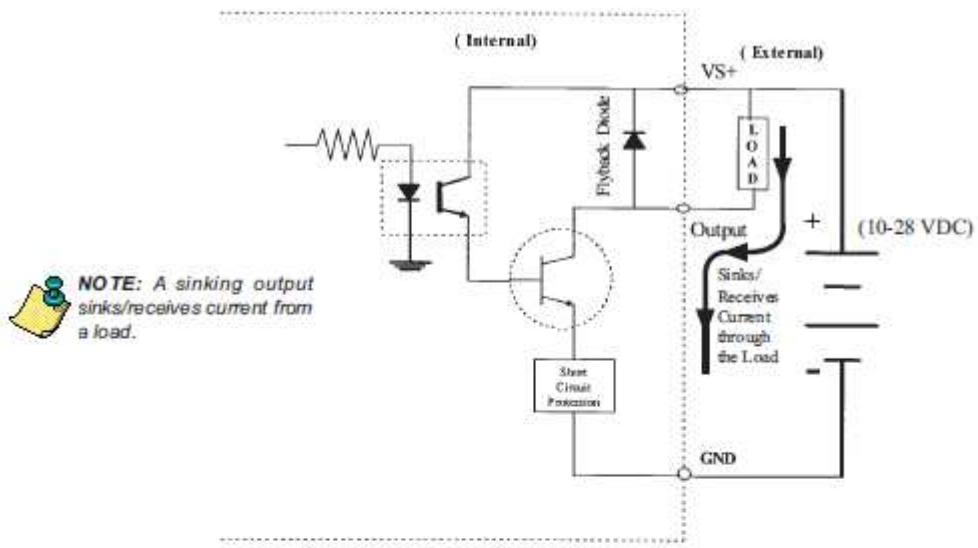 ( Internal)
( External)
VS+
Flyback Diode
LOAD
Output
+
(10-28 VDC)
NOTE: A sinking output
sinks/receives current from
a load.
Sinks/
Receives
Current
through
the Load
-
Short
Circuit
Protection
GND